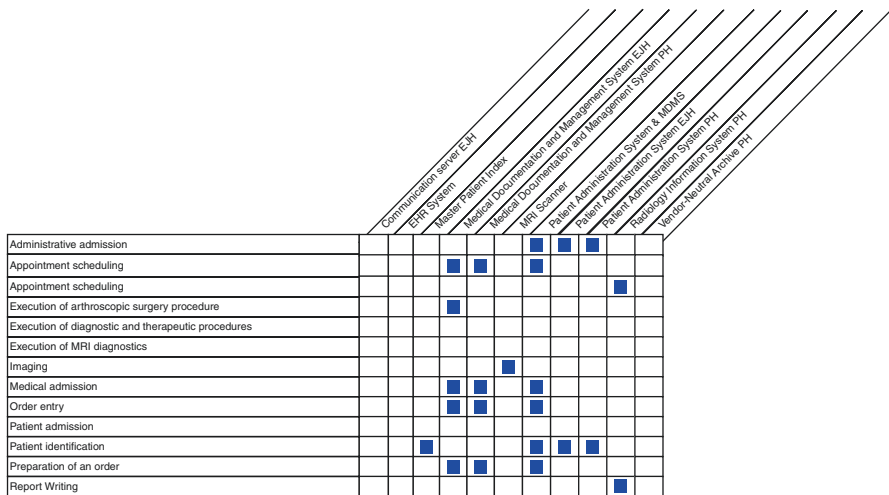 Communication server EJH
EHR System
Master Patient Index
Medical Documentation and Management System EJH
Medical Documentation and Management System PH
MRI Scanner
Patient Administration System & MDMS
Patient Administration System EJH
Patient Administration System PH
Radiology Information System PH
Vendor-Neutral Archive PH
Administrative admission
Appointment scheduling
Appointment scheduling
Execution of arthroscopic surgery procedure
Execution of diagnostic and therapeutic procedures
Execution of MRI diagnostics
Imaging
Medical admission
Order entry
Patient admission
Patient identification
Preparation of an order
Report Writing